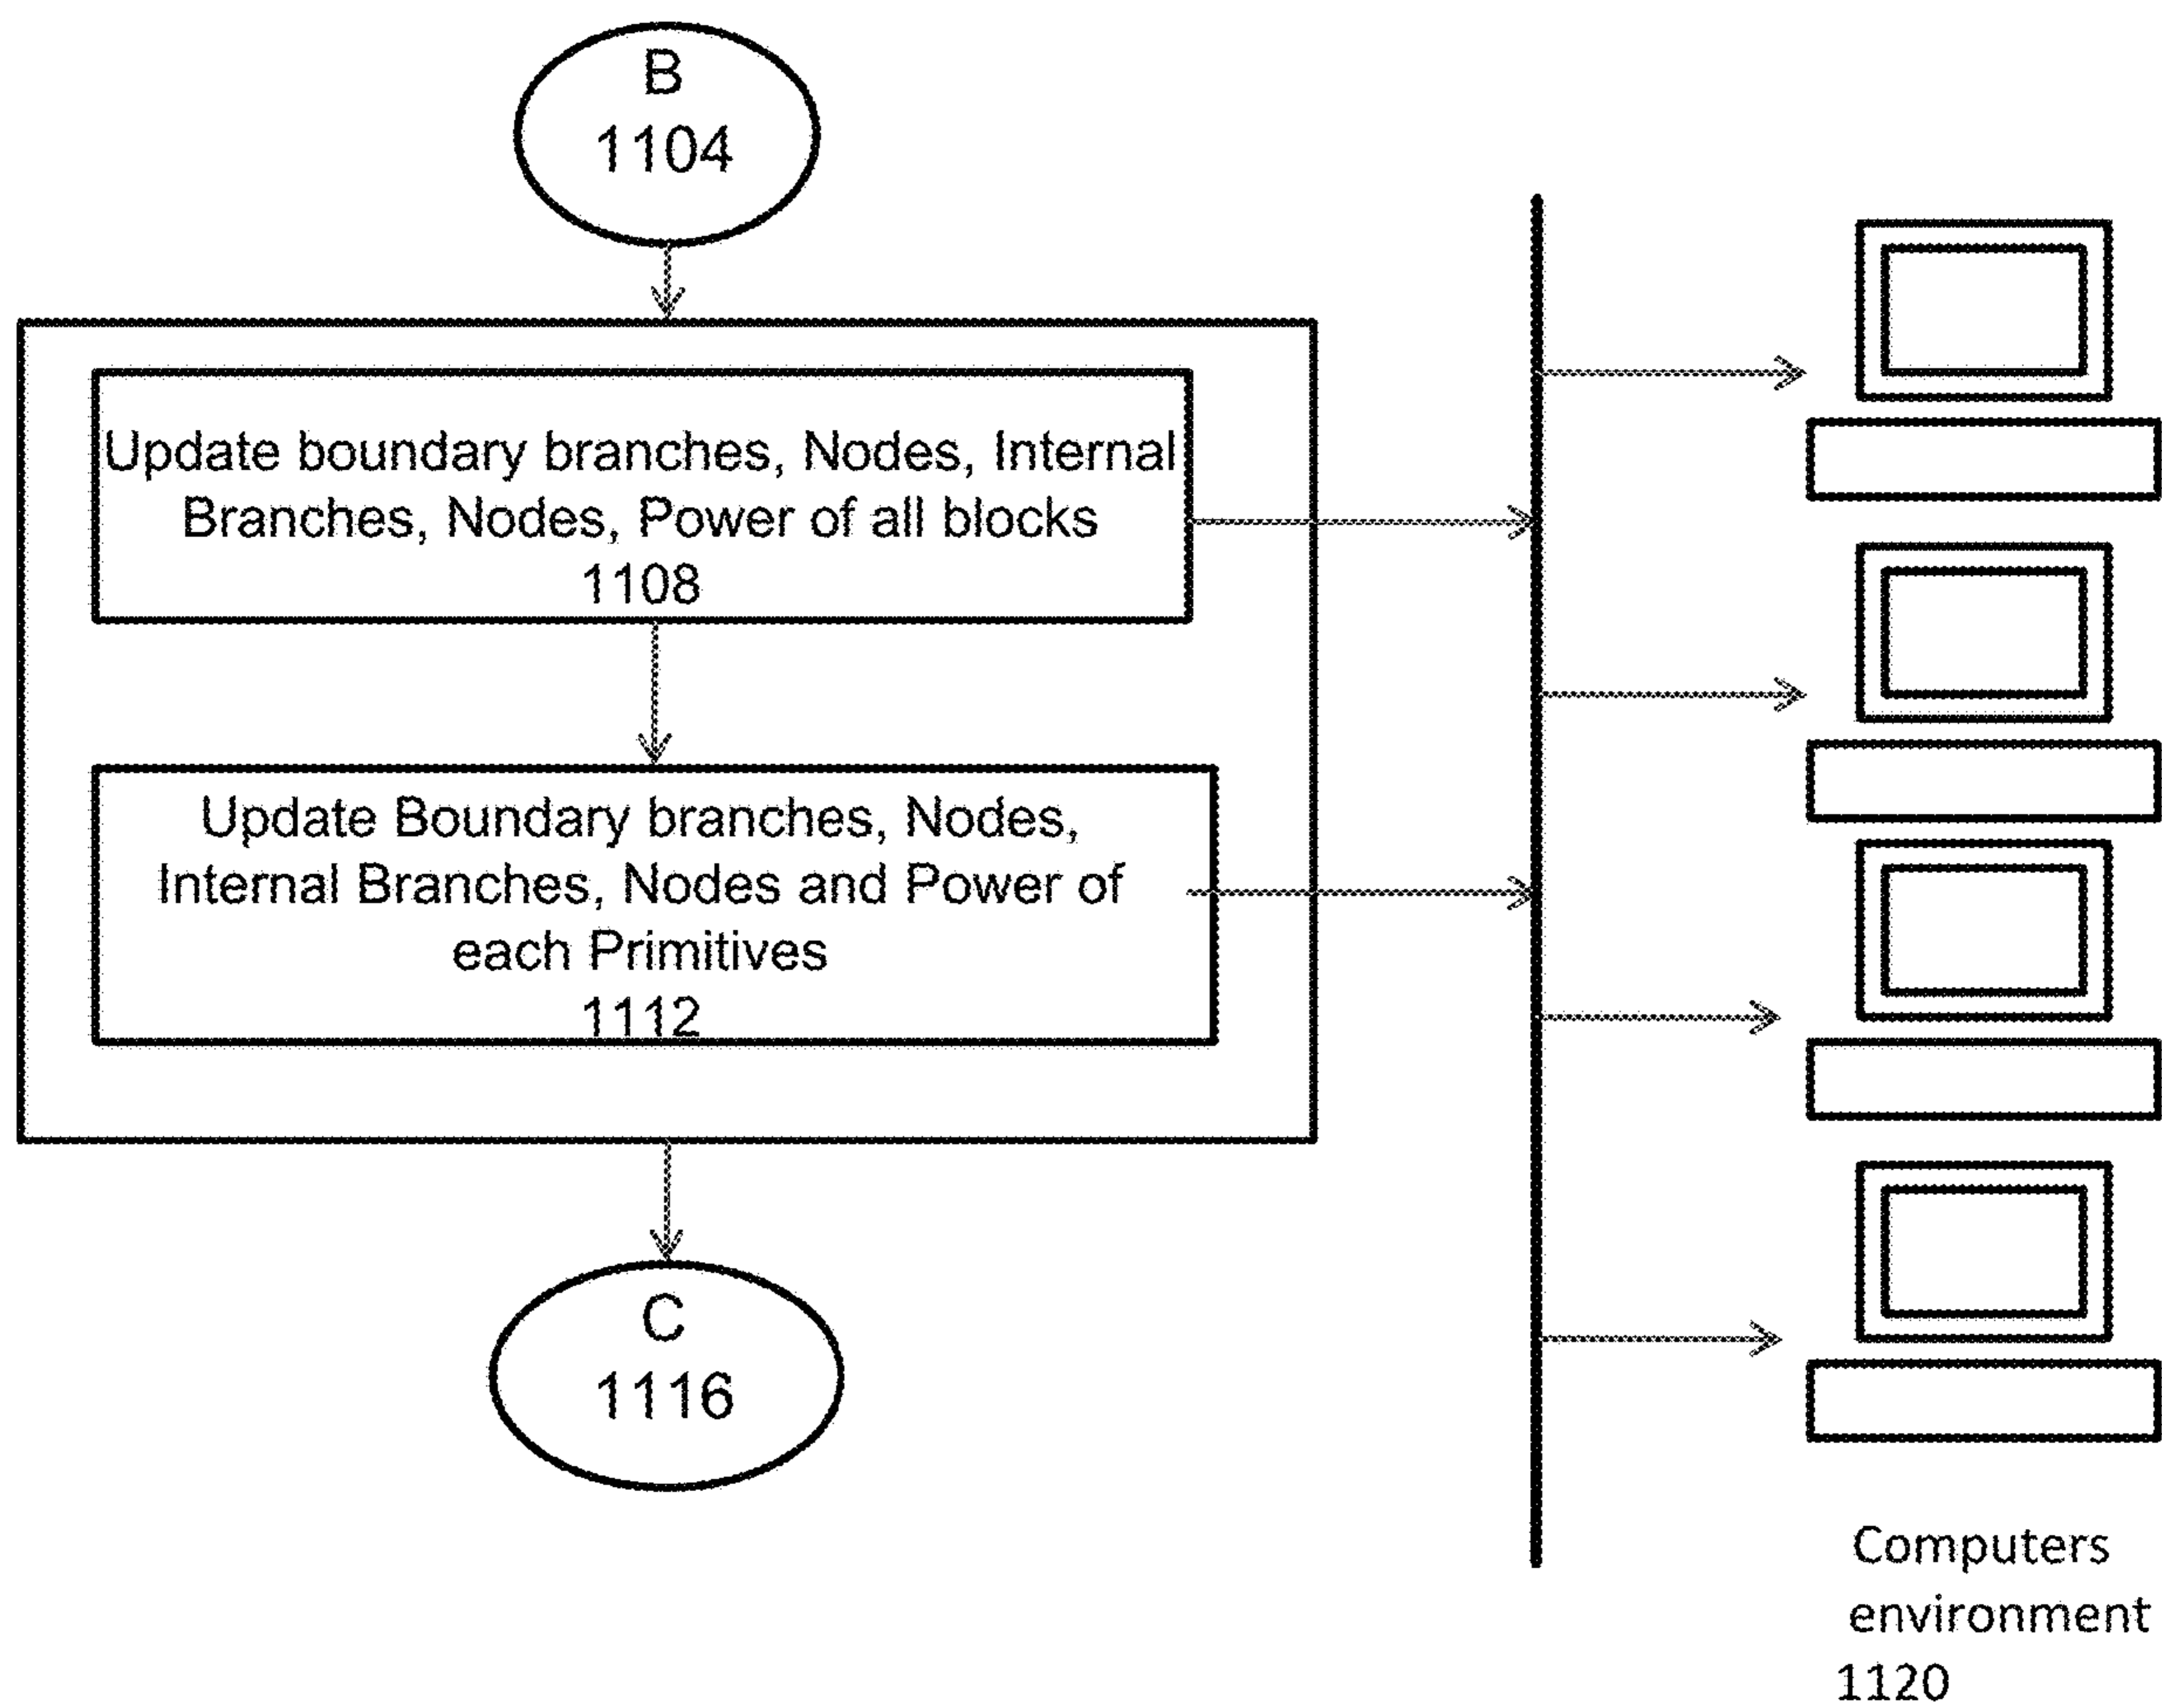 B
1104
Update boundary branches, Nodes, Internal
Branches, Nodes, Power of all blocks
1108
Update Boundary branches, Nodes,
Internal Branches, Nodes and Power of
each Primitives
1112
C
1116
Computers
environment
1120